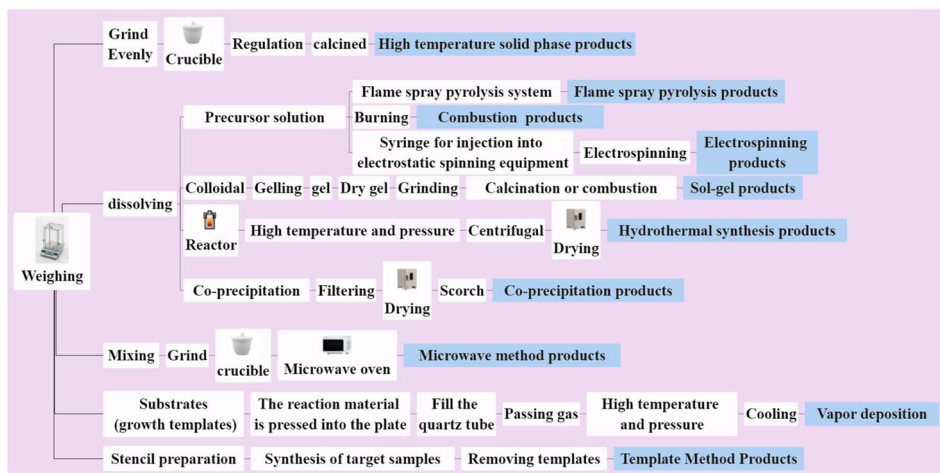 Grind
Evenly
Crucible
Regulation
calcined
High temperature solid phase products
Flame spray pyrolysis system
Flame spray pyrolysis products
Precursor solution
Burning
Combustion products
Syringe for injection into
electrostatic spinning equipment
Electrospinning
Electrospinning
products
dissolving
Colloidal
Gelling
gel
Dry gel
Grinding
Calcination or combustion
Sol-gel products
Reactor
High temperature and pressure
Centrifugal
Drying
Hydrothermal synthesis products
Weighing
Co-precipitation
Filtering
Drying
Scorch
Co-precipitation products
Mixing
Grind
crucible
Microwave oven
Microwave method products
Substrates
(growth templates)
The reaction material
is pressed into the plate
Fill the
quartz tube
Passing gas
High temperature
and pressure
Cooling
Vapor deposition
Stencil preparation
Synthesis of target samples
Removing templates
Template Method Products